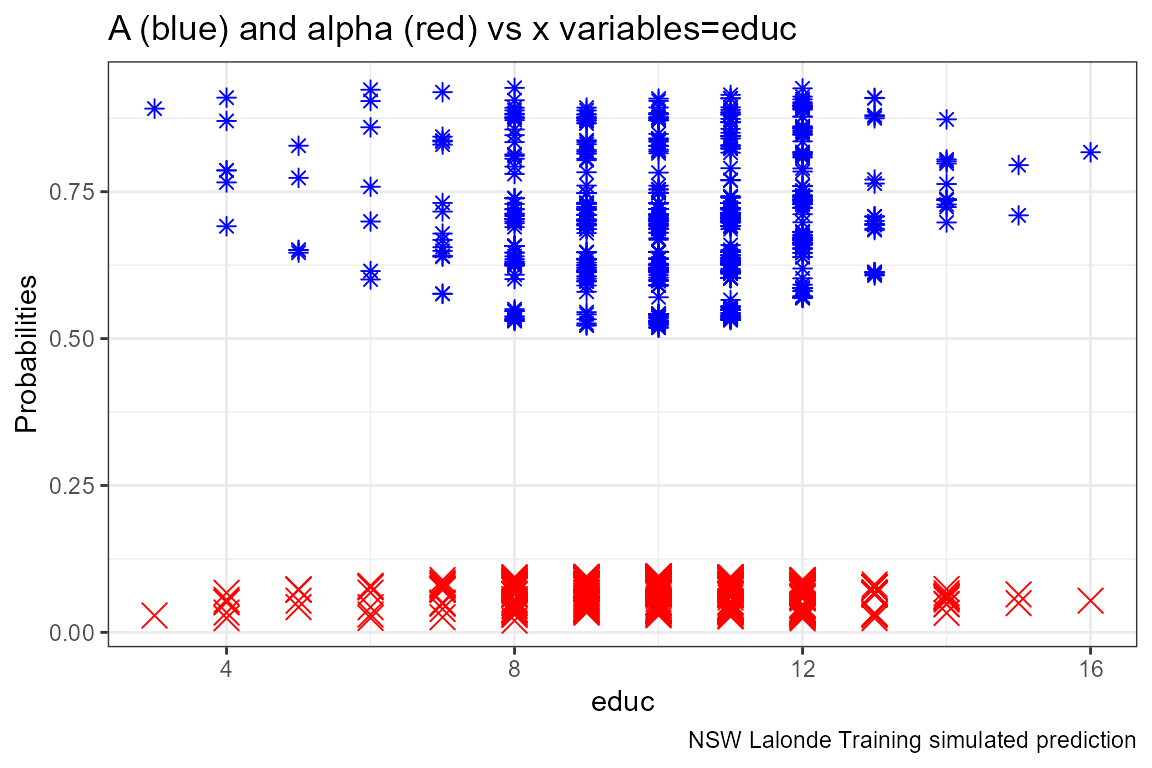 A (blue) and alpha (red) vs x variables=educ
Probabilities
0.75
0.50
0.25
0.00
4 8 12 16
educ
NSW Lalonde Training simulated prediction